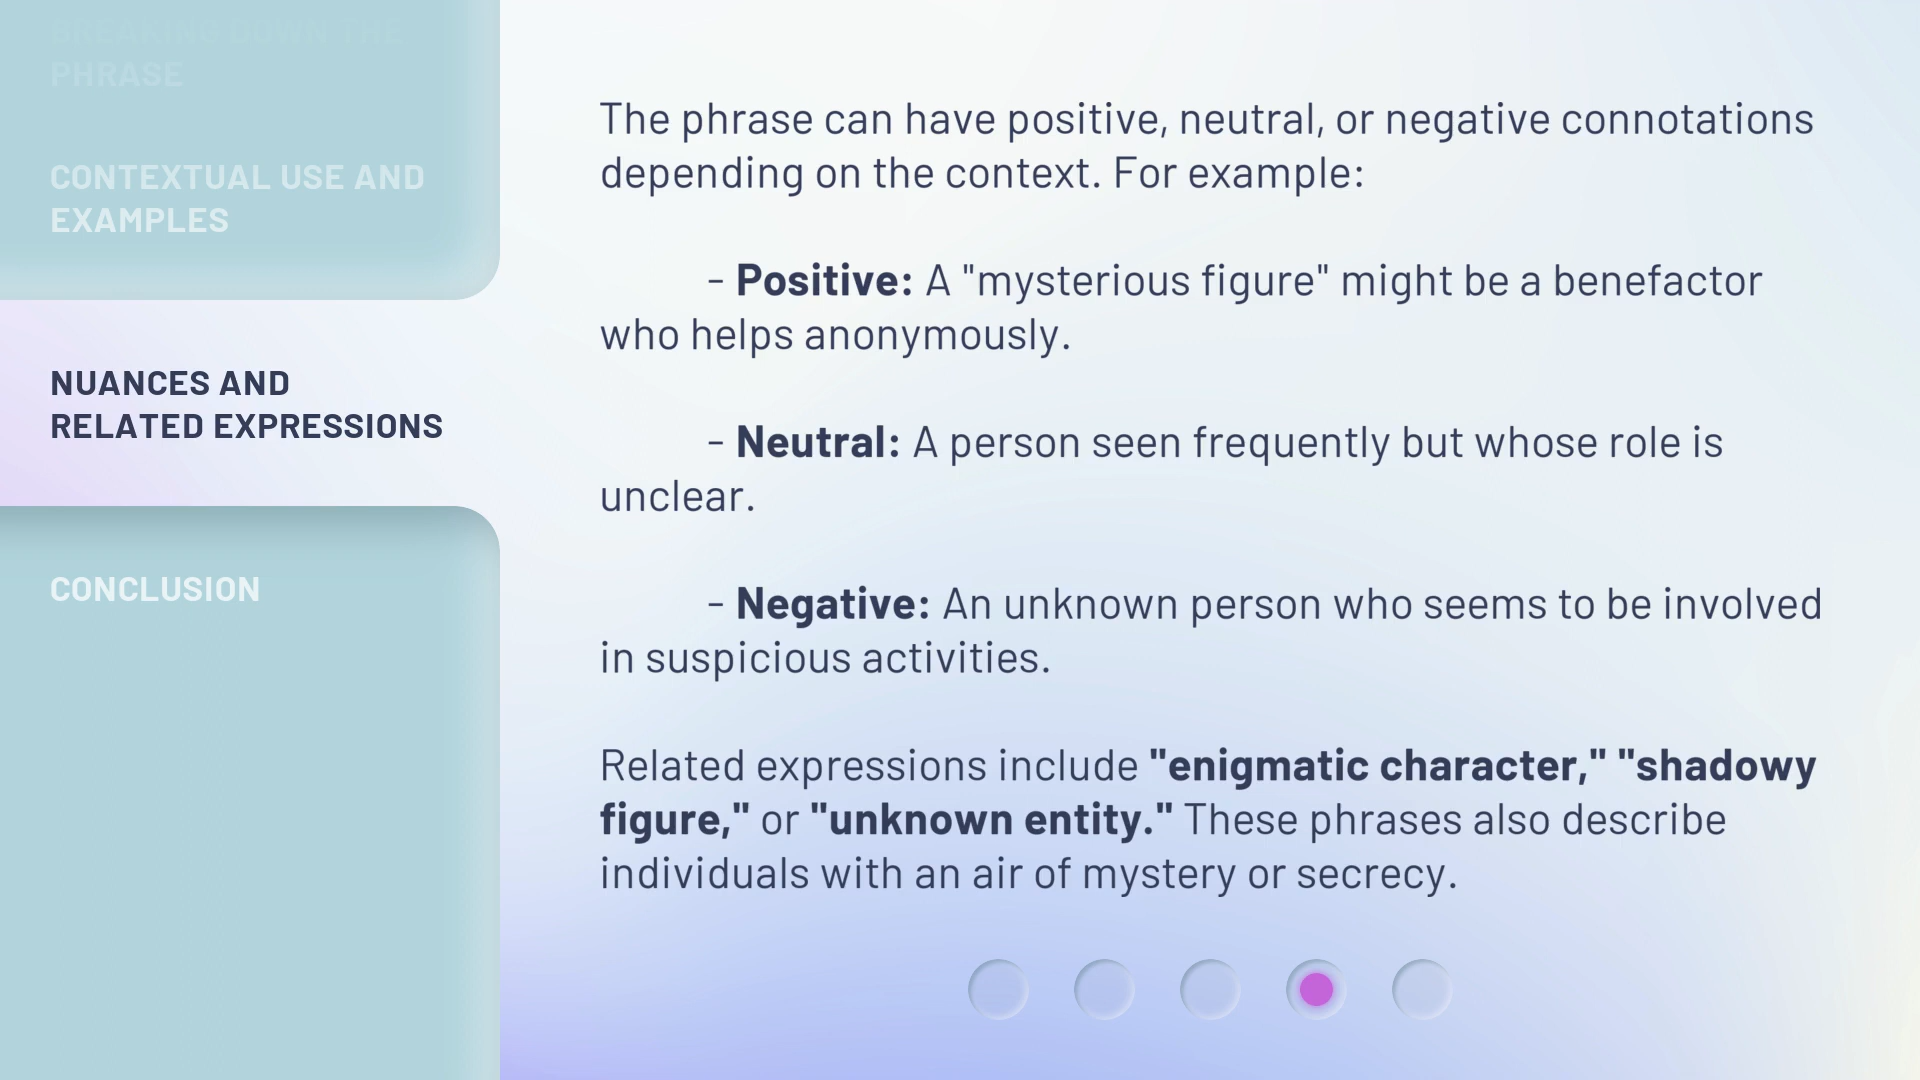 BREAKING DOWN THE
PHRASE
CONTEXTUAL USE AND
EXAMPLES
NUANCES AND
RELATED EXPRESSIONS
CONCLUSION
The phrase can have positive, neutral, or negative connotations
depending on the context. For example:
- Positive: A "mysterious figure" might be a benefactor
who helps anonymously.
- Neutral: A person seen frequently but whose role is
unclear.
- Negative: An unknown person who seems to be involved
in suspicious activities.
Related expressions include "enigmatic character," "shadowy
figure," or "unknown entity." These phrases also describe
individuals with an air of mystery or secrecy.